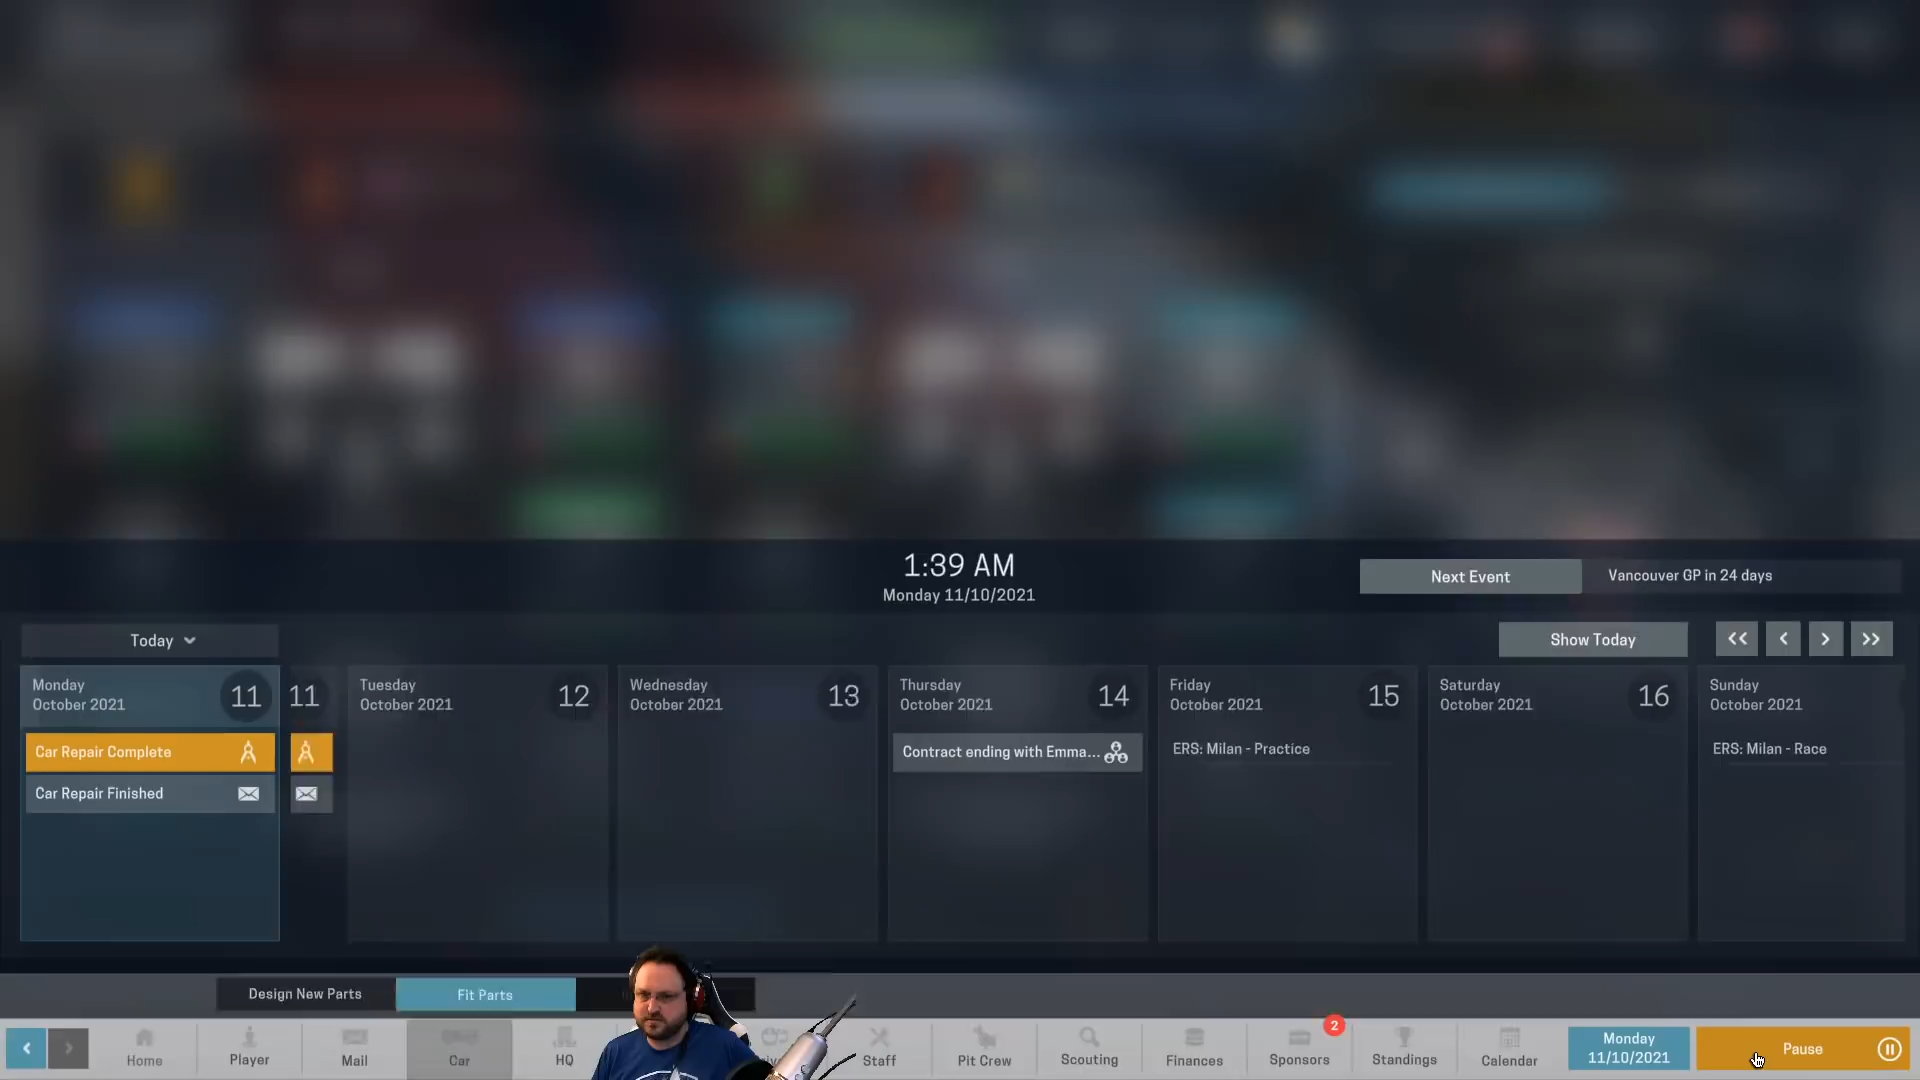 1:39 AM
Monday 11/10/2021
Next Event
Vancouver GP in 24 days
Today
Show Today
Monday
October 2021
11
11
Tuesday
October 2021
12
Wednesday
October 2021
13
Thursday
October 2021
14
Friday
October 2021
15
Saturday
October 2021
16
Sunday
October 2021
Car Repair Complete
Car Repair Finished
Contract ending with Emma...
ERS: Milan - Practice
ERS: Milan - Race
Design New Parts
Fit Parts
Home
Player
Mail
Car
HQ
Staff
Pit Crew
Scouting
Finances
Sponsors
2
Standings
Calendar
Monday
11/10/2021
Pause